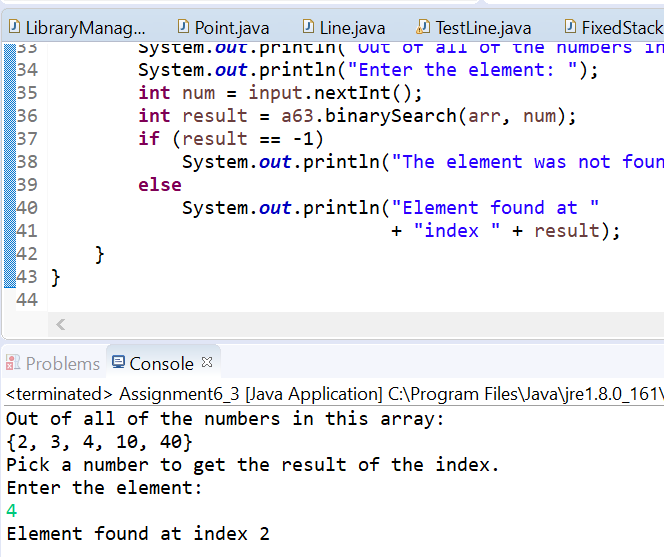 LibraryManag... Point.java Line.java TestLine.java FixedStack
33 System.out.println("Out of all of the numbers in
34 System.out.println("Enter the element: ");
35 int num = input.nextInt();
36 int result = a63.binarySearch(arr, num);
37 if (result == -1)
38 System.out.println("The element was not foun
39 else
40 System.out.println("Element found at "
41 + "index " + result);
42 }
43 }
44
Problems Console
<terminated> Assignment6_3 [Java Application] C:\Program Files\Java\jre1.8.0_161\
Out of all of the numbers in this array:
{2, 3, 4, 10, 40}
Pick a number to get the result of the index.
Enter the element:
4
Element found at index 2